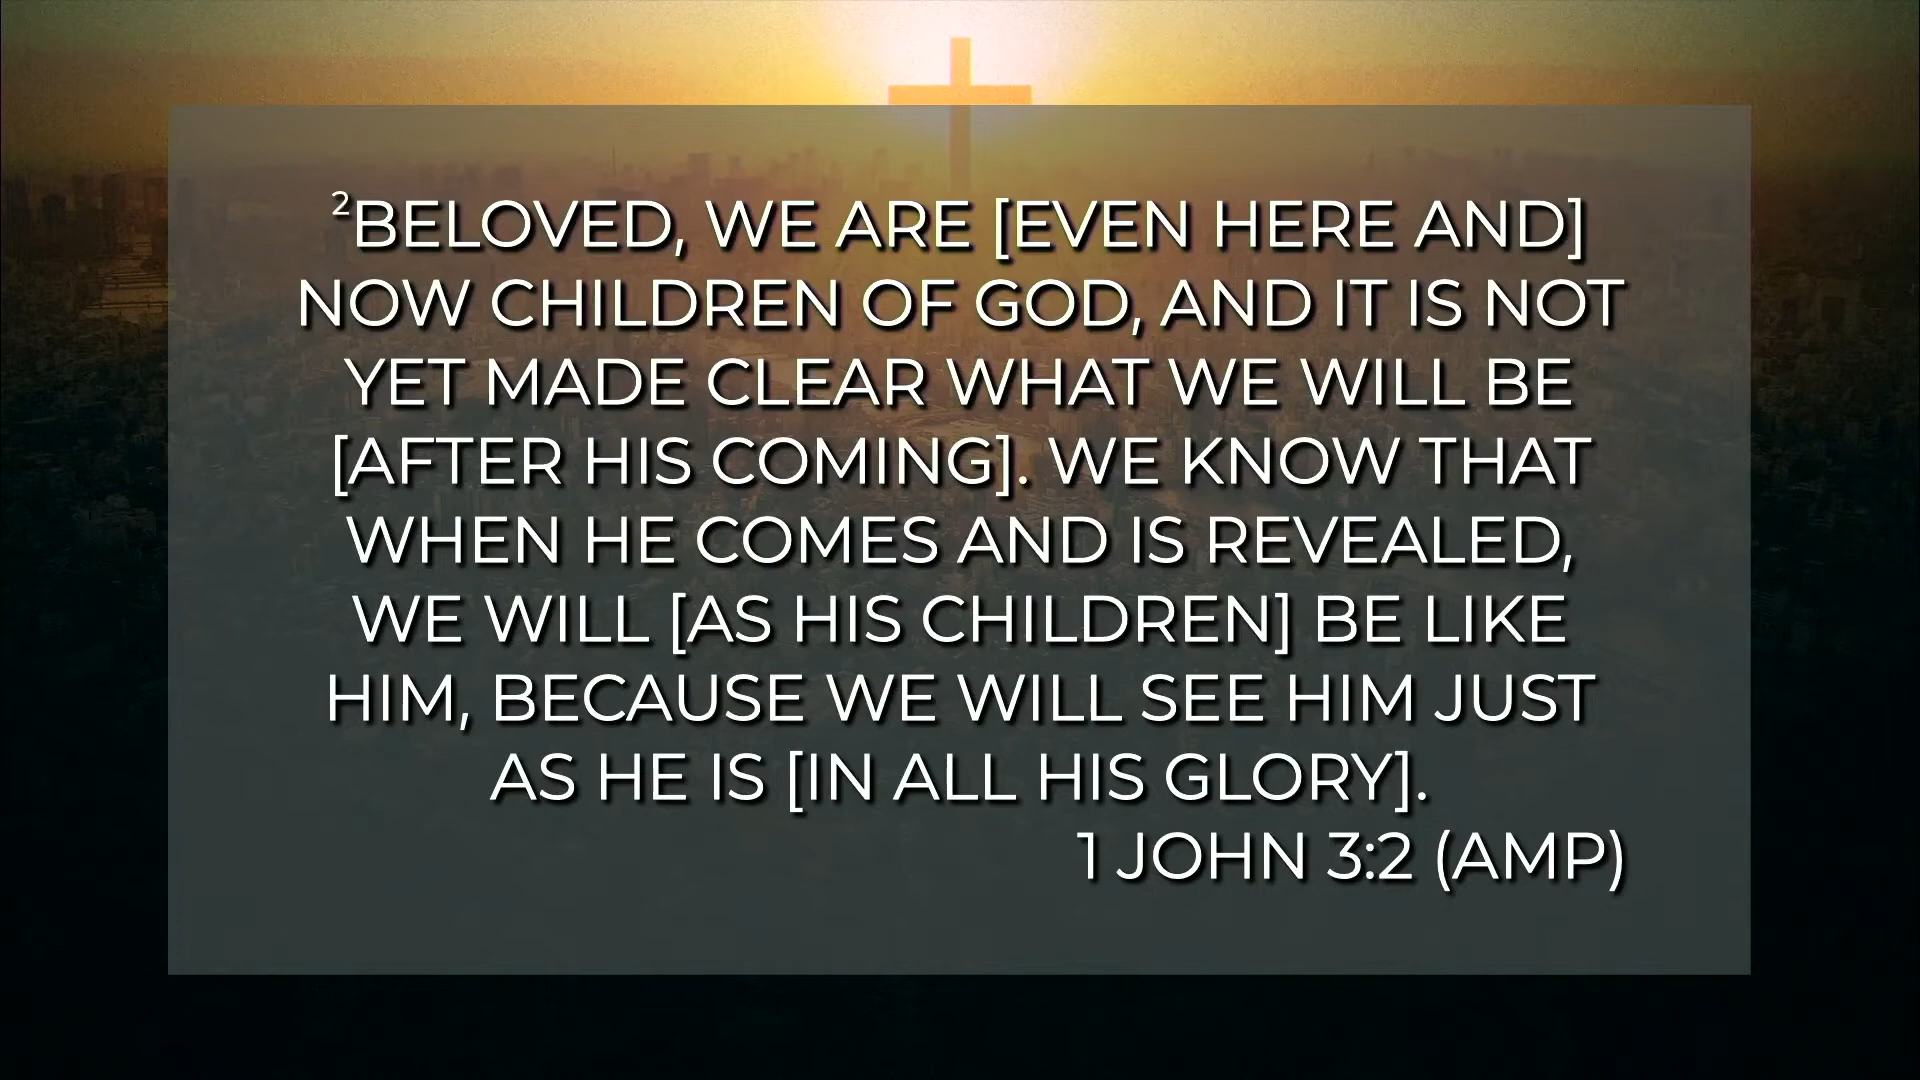 ²BELOVED, WE ARE [EVEN HERE AND]
NOW CHILDREN OF GOD, AND IT IS NOT
YET MADE CLEAR WHAT WE WILL BE
[AFTER HIS COMING]. WE KNOW THAT
WHEN HE COMES AND IS REVEALED,
WE WILL [AS HIS CHILDREN] BE LIKE
HIM, BECAUSE WE WILL SEE HIM JUST
AS HE IS [IN ALL HIS GLORY].
1 JOHN 3:2 (AMP)